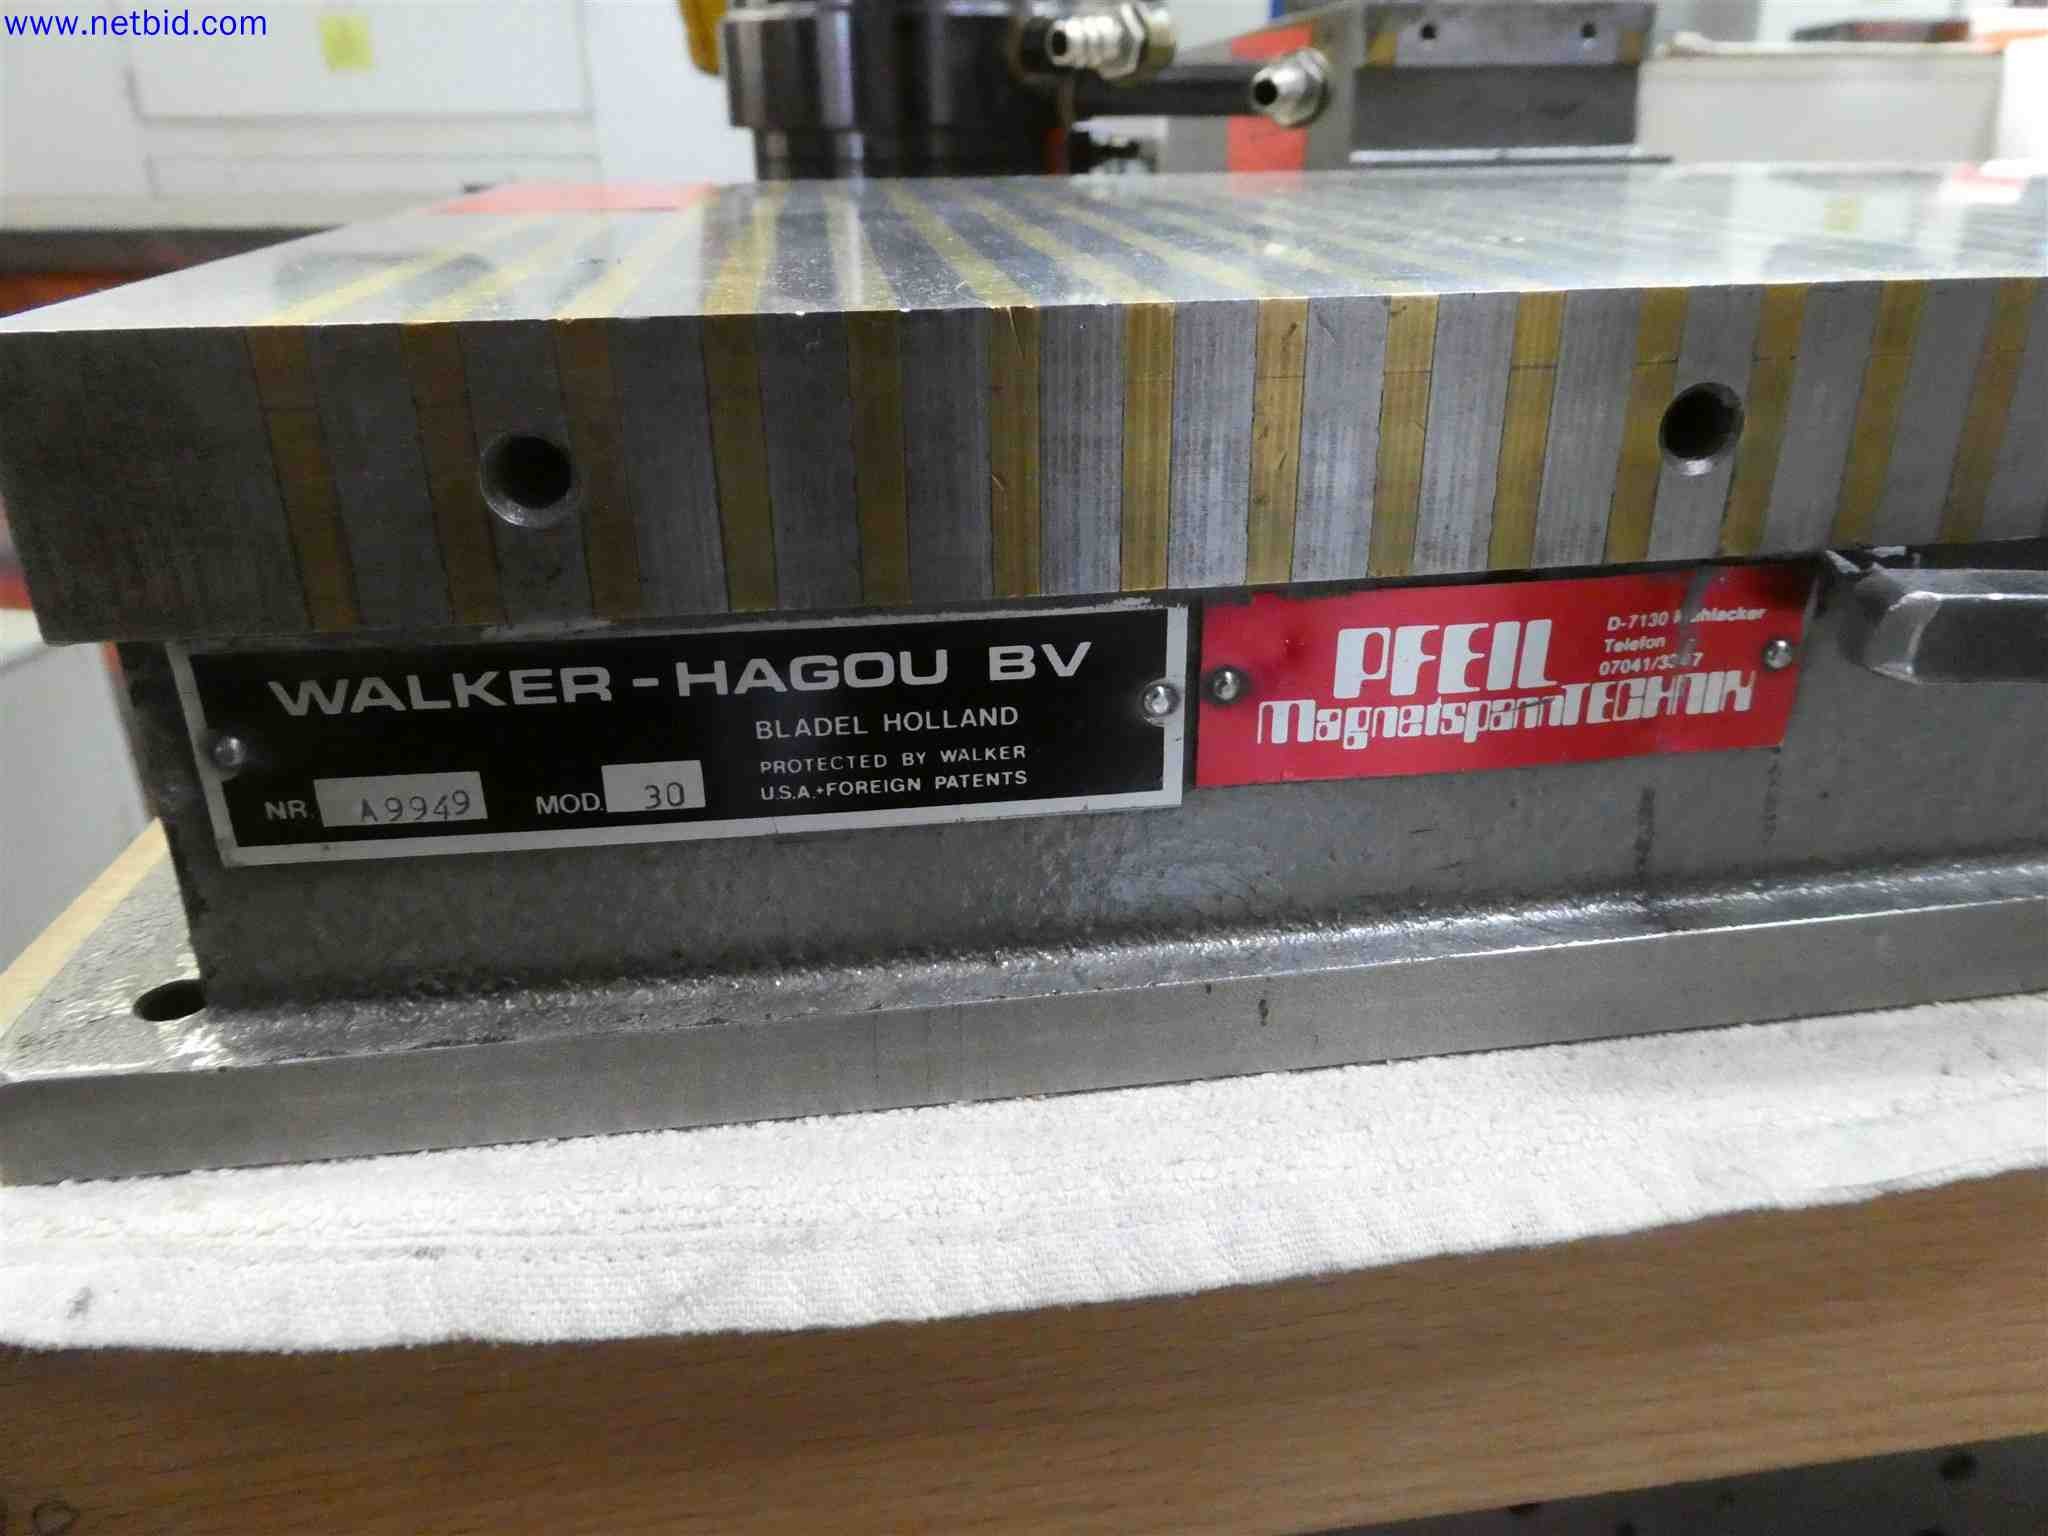 www.netbid.com
WALKER-HAGOU BV
BLADEL HOLLAND
PROTECTED BY WALKER
U.S.A.+FOREIGN PATENTS
NR. A9949 MOD. 30
PFEIL
MagnetspannTECHNIK
D-7130
Telefon